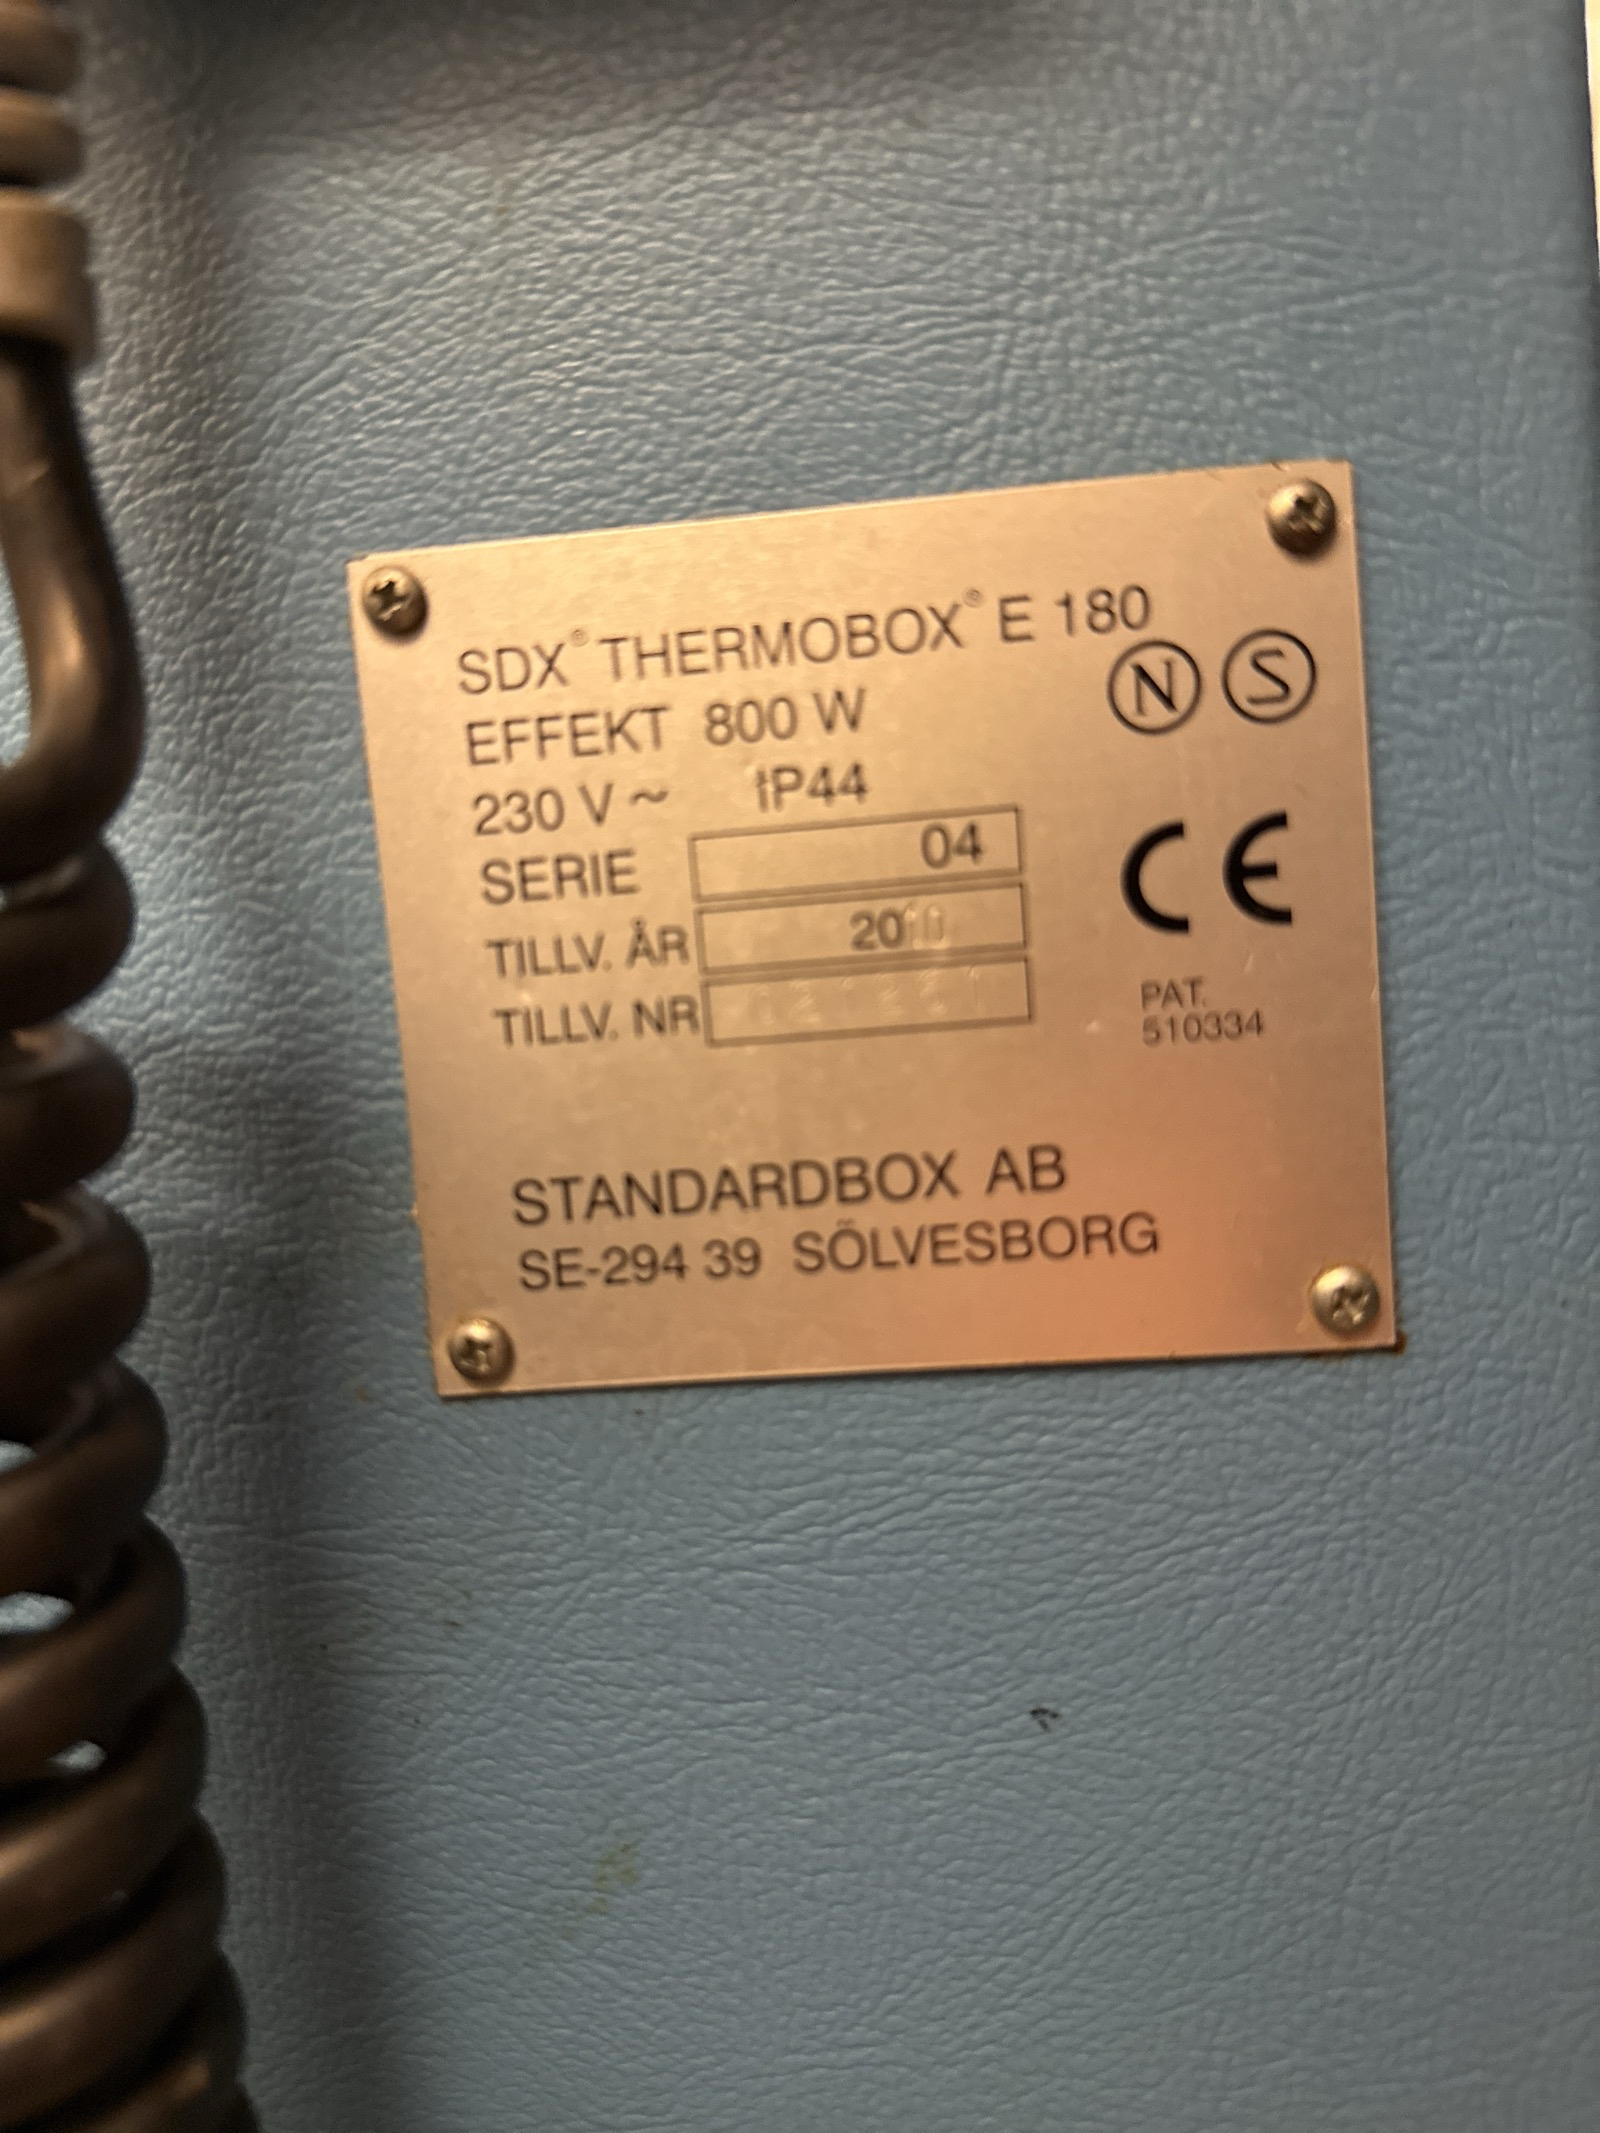 SDX® THERMOBOX® E 180
EFFEKT 800 W
N S
230 V ~ IP44
SERIE 04
CE
TILLV. ÅR 2010
TILLV. NR
PAT.
510334
STANDARDBOX AB
SE-294 39 SÖLVESBORG